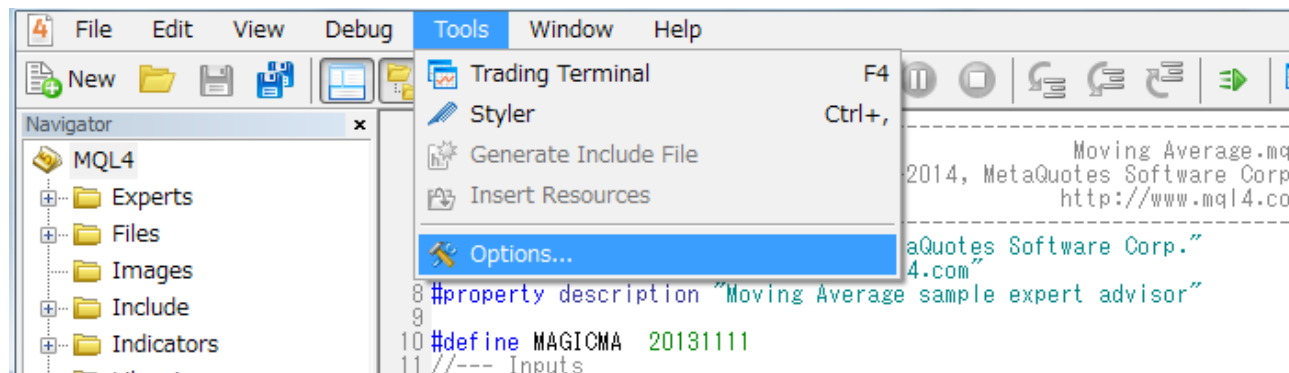 4 File Edit View Debug Tools Window Help
New
Trading Terminal F4
Styler Ctrl+,
Generate Include File
Insert Resources
Options...
Navigator x
MQL4
Experts
Files
Images
Include
Indicators
Moving Average.mq
2014, MetaQuotes Software Corp
http://www.mql4.co
aQuotes Software Corp."
4.com"
8 #property description "Moving Average sample expert advisor"
9
10 #define MAGICMA 20131111
11 //--- Inputs